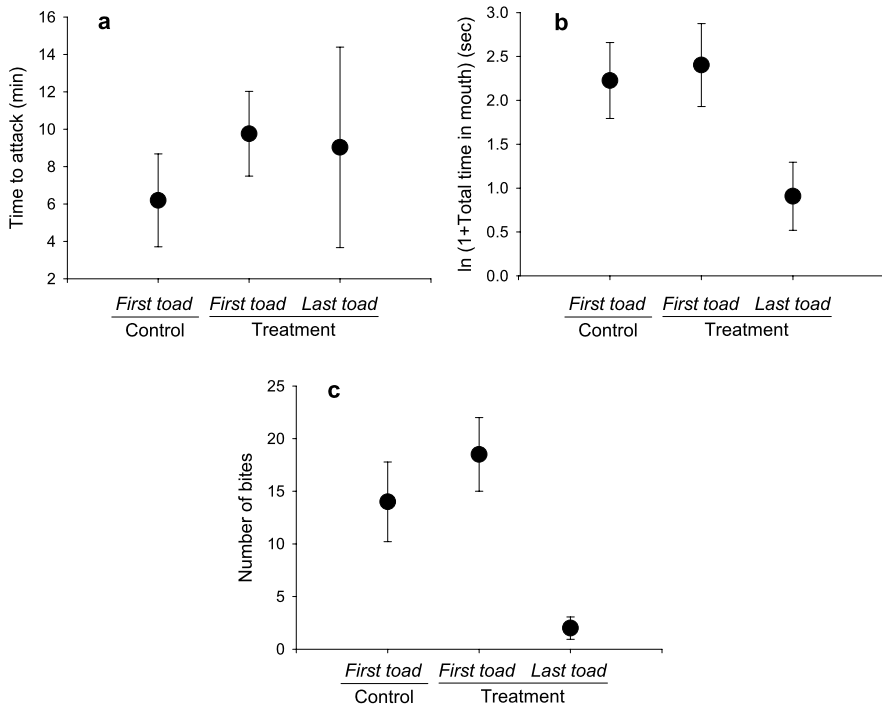 a
16
14
12
10
8
6
4
2
Time to attack (min)
First toad First toad Last toad
Control Treatment
b
3.0
2.5
2.0
1.5
1.0
0.5
0.0
ln (1+Total time in mouth) (sec)
First toad First toad Last toad
Control Treatment
c
25
20
15
10
5
0
Number of bites
First toad First toad Last toad
Control Treatment